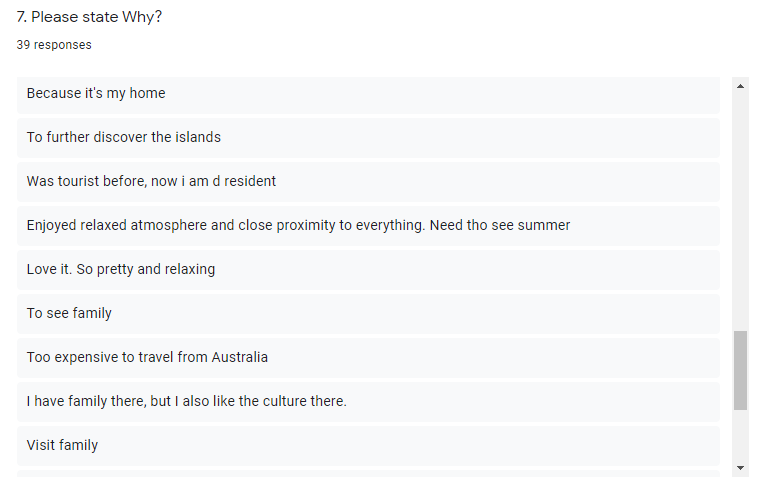 7. Please state Why?
39 responses
Because it's my home
To further discover the islands
Was tourist before, now i am d resident
Enjoyed relaxed atmosphere and close proximity to everything. Need tho see summer
Love it. So pretty and relaxing
To see family
Too expensive to travel from Australia
I have family there, but I also like the culture there.
Visit family